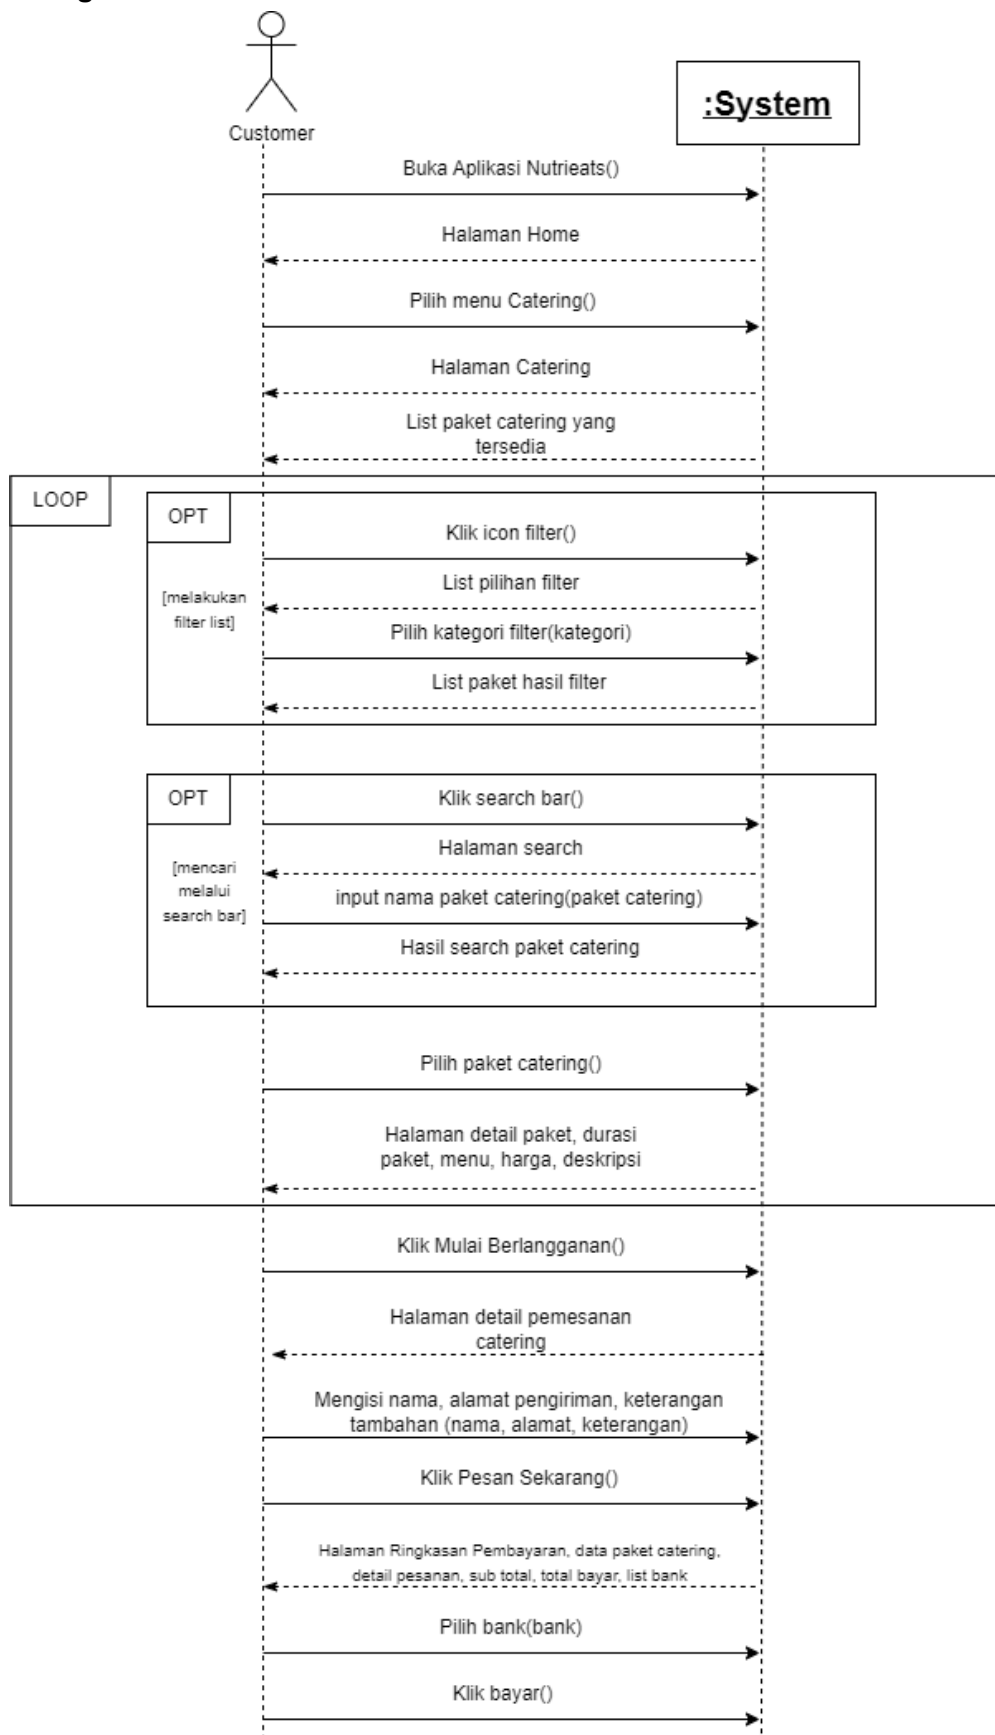 Customer
:System
Buka Aplikasi Nutrieats()
Halaman Home
Pilih menu Catering()
Halaman Catering
List paket catering yang
tersedia
LOOP
OPT
Klik icon filter()
[melakukan
filter list]
List pilihan filter
Pilih kategori filter(kategori)
List paket hasil filter
OPT
Klik search bar()
Halaman search
[mencari
melalui
search bar]
input nama paket catering(paket catering)
Hasil search paket catering
Pilih paket catering()
Halaman detail paket, durasi
paket, menu, harga, deskripsi
Klik Mulai Berlangganan()
Halaman detail pemesanan
catering
Mengisi nama, alamat pengiriman, keterangan
tambahan (nama, alamat, keterangan)
Klik Pesan Sekarang()
Halaman Ringkasan Pembayaran, data paket catering,
detail pesanan, sub total, total bayar, list bank
Pilih bank(bank)
Klik bayar()